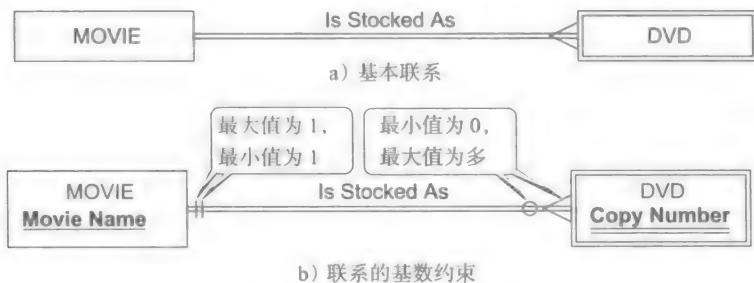 MOVIE
Is Stocked As
DVD
a) 基本联系
最大值为 1,
最小值为 1
最小值为 0,
最大值为多
MOVIE
Movie Name
Is Stocked As
DVD
Copy Number
b) 联系的基数约束